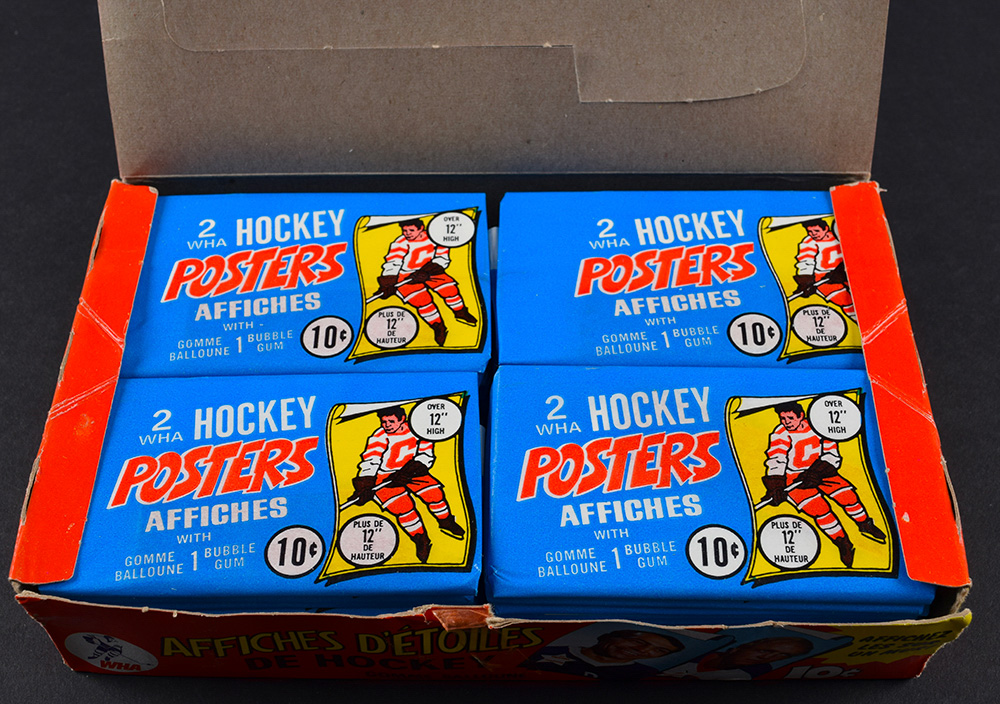 2
WHA HOCKEY
POSTERS
AFFICHES
WITH
GOMME BALLOUNE 1 BUBBLE GUM
10¢
OVER
12"
HIGH
C
PLUS DE
12"
DE
HAUTEUR
2
WHA HOCKEY
POSTERS
AFFICHES
WITH
GOMME BALLOUNE 1 BUBBLE GUM
10¢
C
PLUS DE
12"
DE
HAUTEUR
2
WHA HOCKEY
POSTERS
AFFICHES
WITH
GOMME BALLOUNE 1 BUBBLE GUM
10¢
OVER
12"
HIGH
C
PLUS DE
12"
DE
HAUTEUR
2
WHA HOCKEY
POSTERS
AFFICHES
WITH
GOMME BALLOUNE 1 BUBBLE GUM
10¢
OVER
12"
HIGH
C
PLUS DE
12"
DE
HAUTEUR
WHA
AFFICHES D'ÉTOILES
DE HOCKEY
10¢
AFFICHEZ
LES